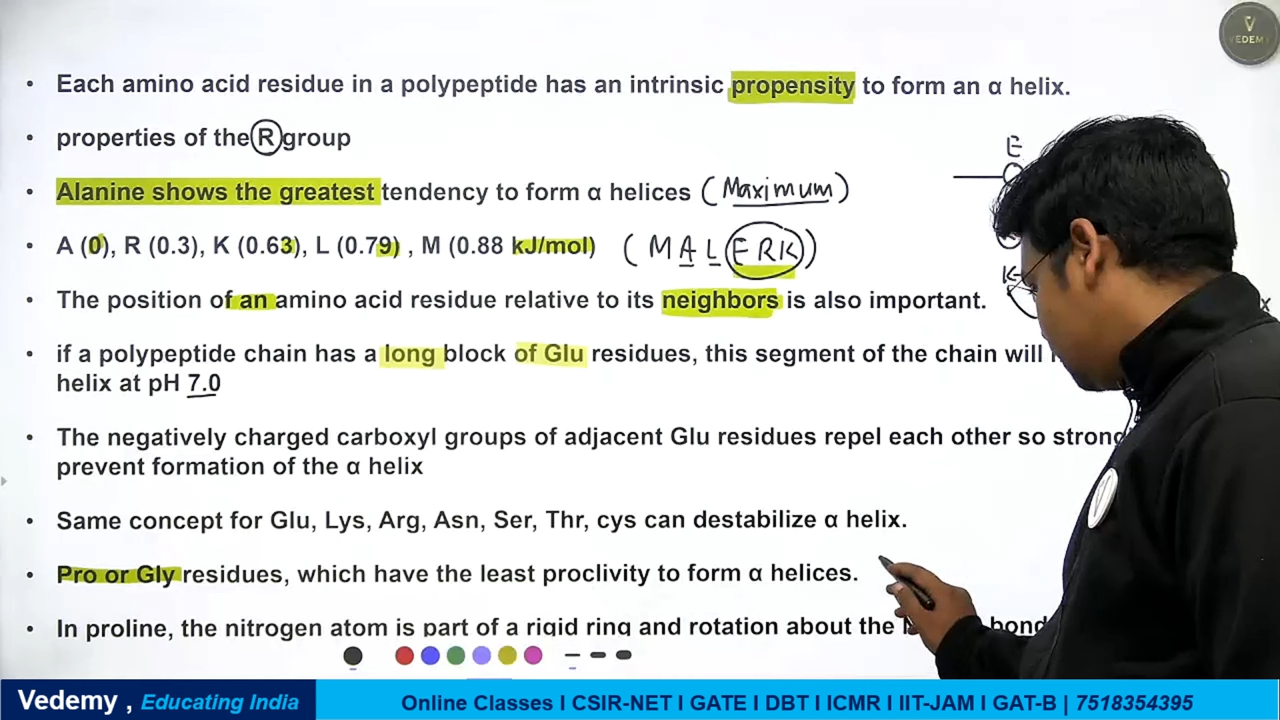 VEDEMY
• Each amino acid residue in a polypeptide has an intrinsic propensity to form an α helix.
E
• properties of the R group
• Alanine shows the greatest tendency to form α helices (Maximum)
• A (0), R (0.3), K (0.63), L (0.79) , M (0.88 kJ/mol) (MALERK)
K
• The position of an amino acid residue relative to its neighbors is also important.
• if a polypeptide chain has a long block of Glu residues, this segment of the chain will
helix at pH 7.0
• The negatively charged carboxyl groups of adjacent Glu residues repel each other so
prevent formation of the α helix
• Same concept for Glu, Lys, Arg, Asn, Ser, Thr, cys can destabilize α helix.
• Pro or Gly residues, which have the least proclivity to form α helices.
• In proline, the nitrogen atom is part of a rigid ring and rotation about the bond
Vedemy , Educating India
Online Classes I CSIR-NET I GATE I DBT I ICMR I IIT-JAM I GAT-B | 7518354395